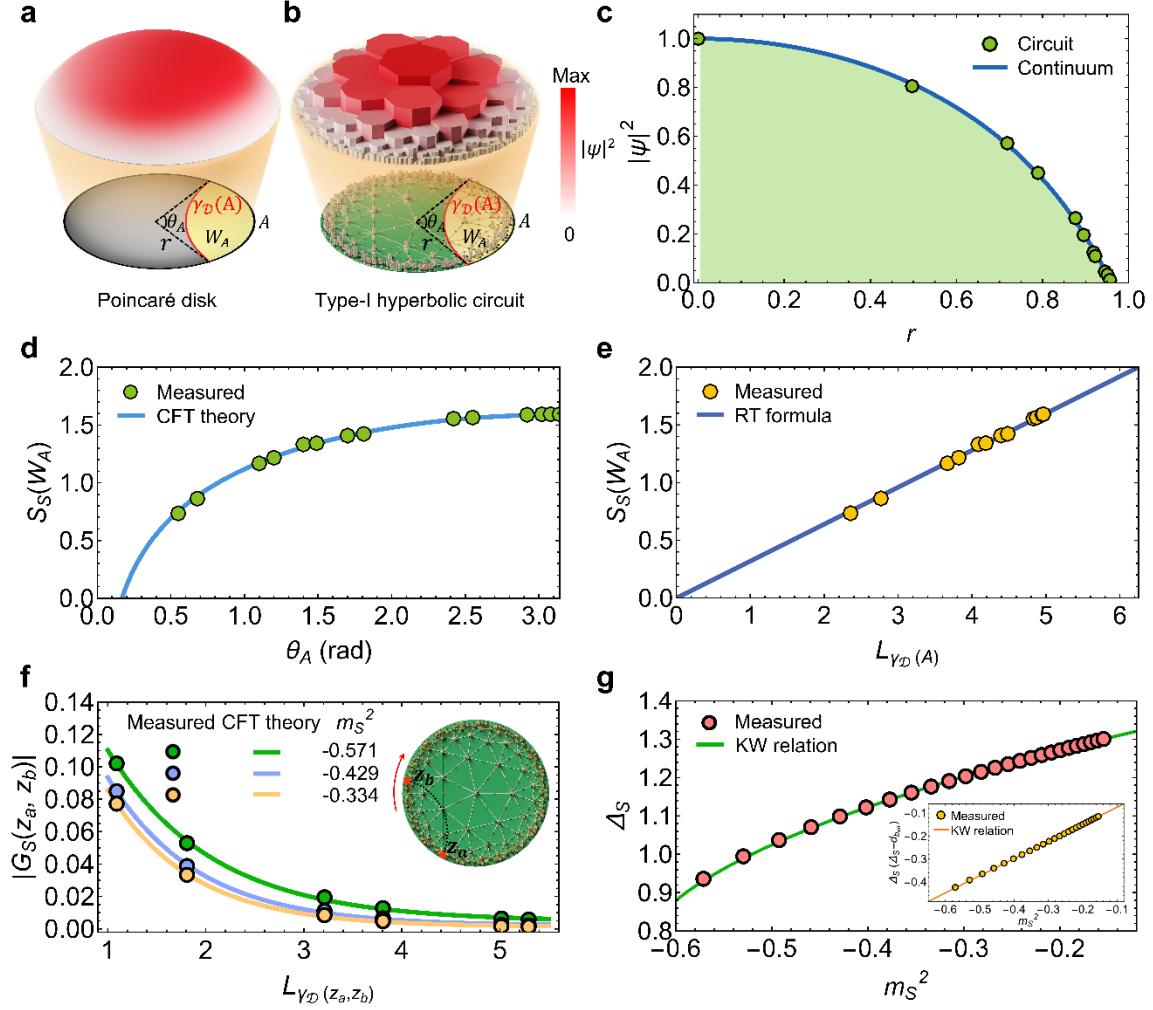 a
γ𝒟(A)
θA
A
r
WA
Poincaré disk
b
Max
|ψ|²
0
γ𝒟(A)
θA
A
r
WA
Type-I hyperbolic circuit
c
|ψ|²
1.0
0.8
0.6
0.4
0.2
0.0
Circuit
Continuum
0.0 0.2 0.4 0.6 0.8 1.0
r
d
SS(WA)
2.0
1.5
1.0
0.5
0.0
Measured
CFT theory
0.0 0.5 1.0 1.5 2.0 2.5 3.0
θA (rad)
e
SS(WA)
2.0
1.5
1.0
0.5
0.0
Measured
RT formula
0 1 2 3 4 5 6
Lγ𝒟 (A)
f
|GS(za, zb)|
0.14
0.12
0.10
0.08
0.06
0.04
0.02
0.00
Measured CFT theory mS²
-0.571
-0.429
-0.334
zb
za
1 2 3 4 5
Lγ𝒟 (za,zb)
g
ΔS
1.4
1.3
1.2
1.1
1.0
0.9
0.8
Measured
KW relation
Measured
KW relation
-0.1
-0.2
-0.3
-0.4
-0.6 -0.5 -0.4 -0.3 -0.2 -0.1
mS²
-0.6 -0.5 -0.4 -0.3 -0.2
mS²